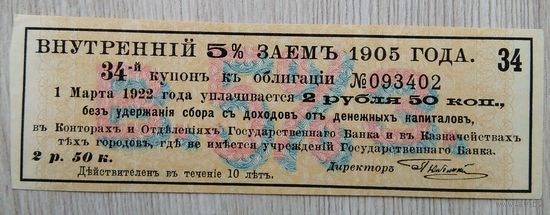 ВНУТРЕННІЙ 5% ЗАЕМЪ 1905 ГОДА. 34
34-й купонъ къ облигаціи №093402
1 Марта 1922 года уплачивается 2 рубля 50 коп.,
безъ удержанія сбора съ доходовъ отъ денежныхъ капиталовъ,
въ Конторахъ и Отдѣленіяхъ Государственнаго Банка и въ Казначействахъ
тѣхъ городовъ, гдѣ не имѣется учрежденій Государственнаго Банка.
2 р. 50 к. Директоръ
Дѣйствителенъ въ теченіе 10 лѣтъ.